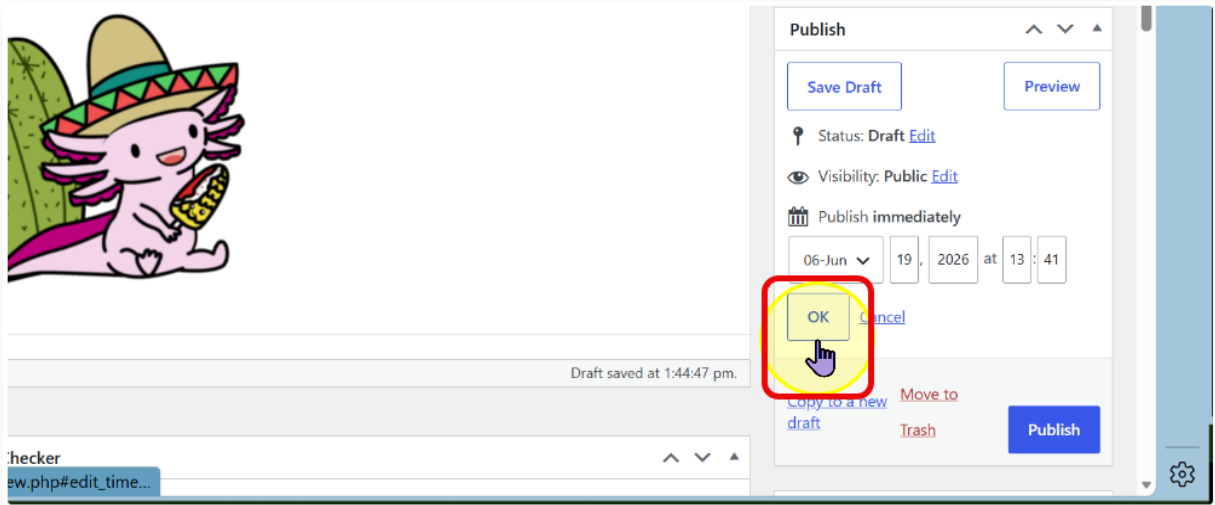 Publish
Save Draft
Preview
Status: Draft Edit
Visibility: Public Edit
Publish immediately
06-Jun 19 , 2026 at 13 : 41
OK Cancel
Draft saved at 1:44:47 pm.
Copy to a new draft
Move to Trash
Publish
Checker
ew.php#edit_time...